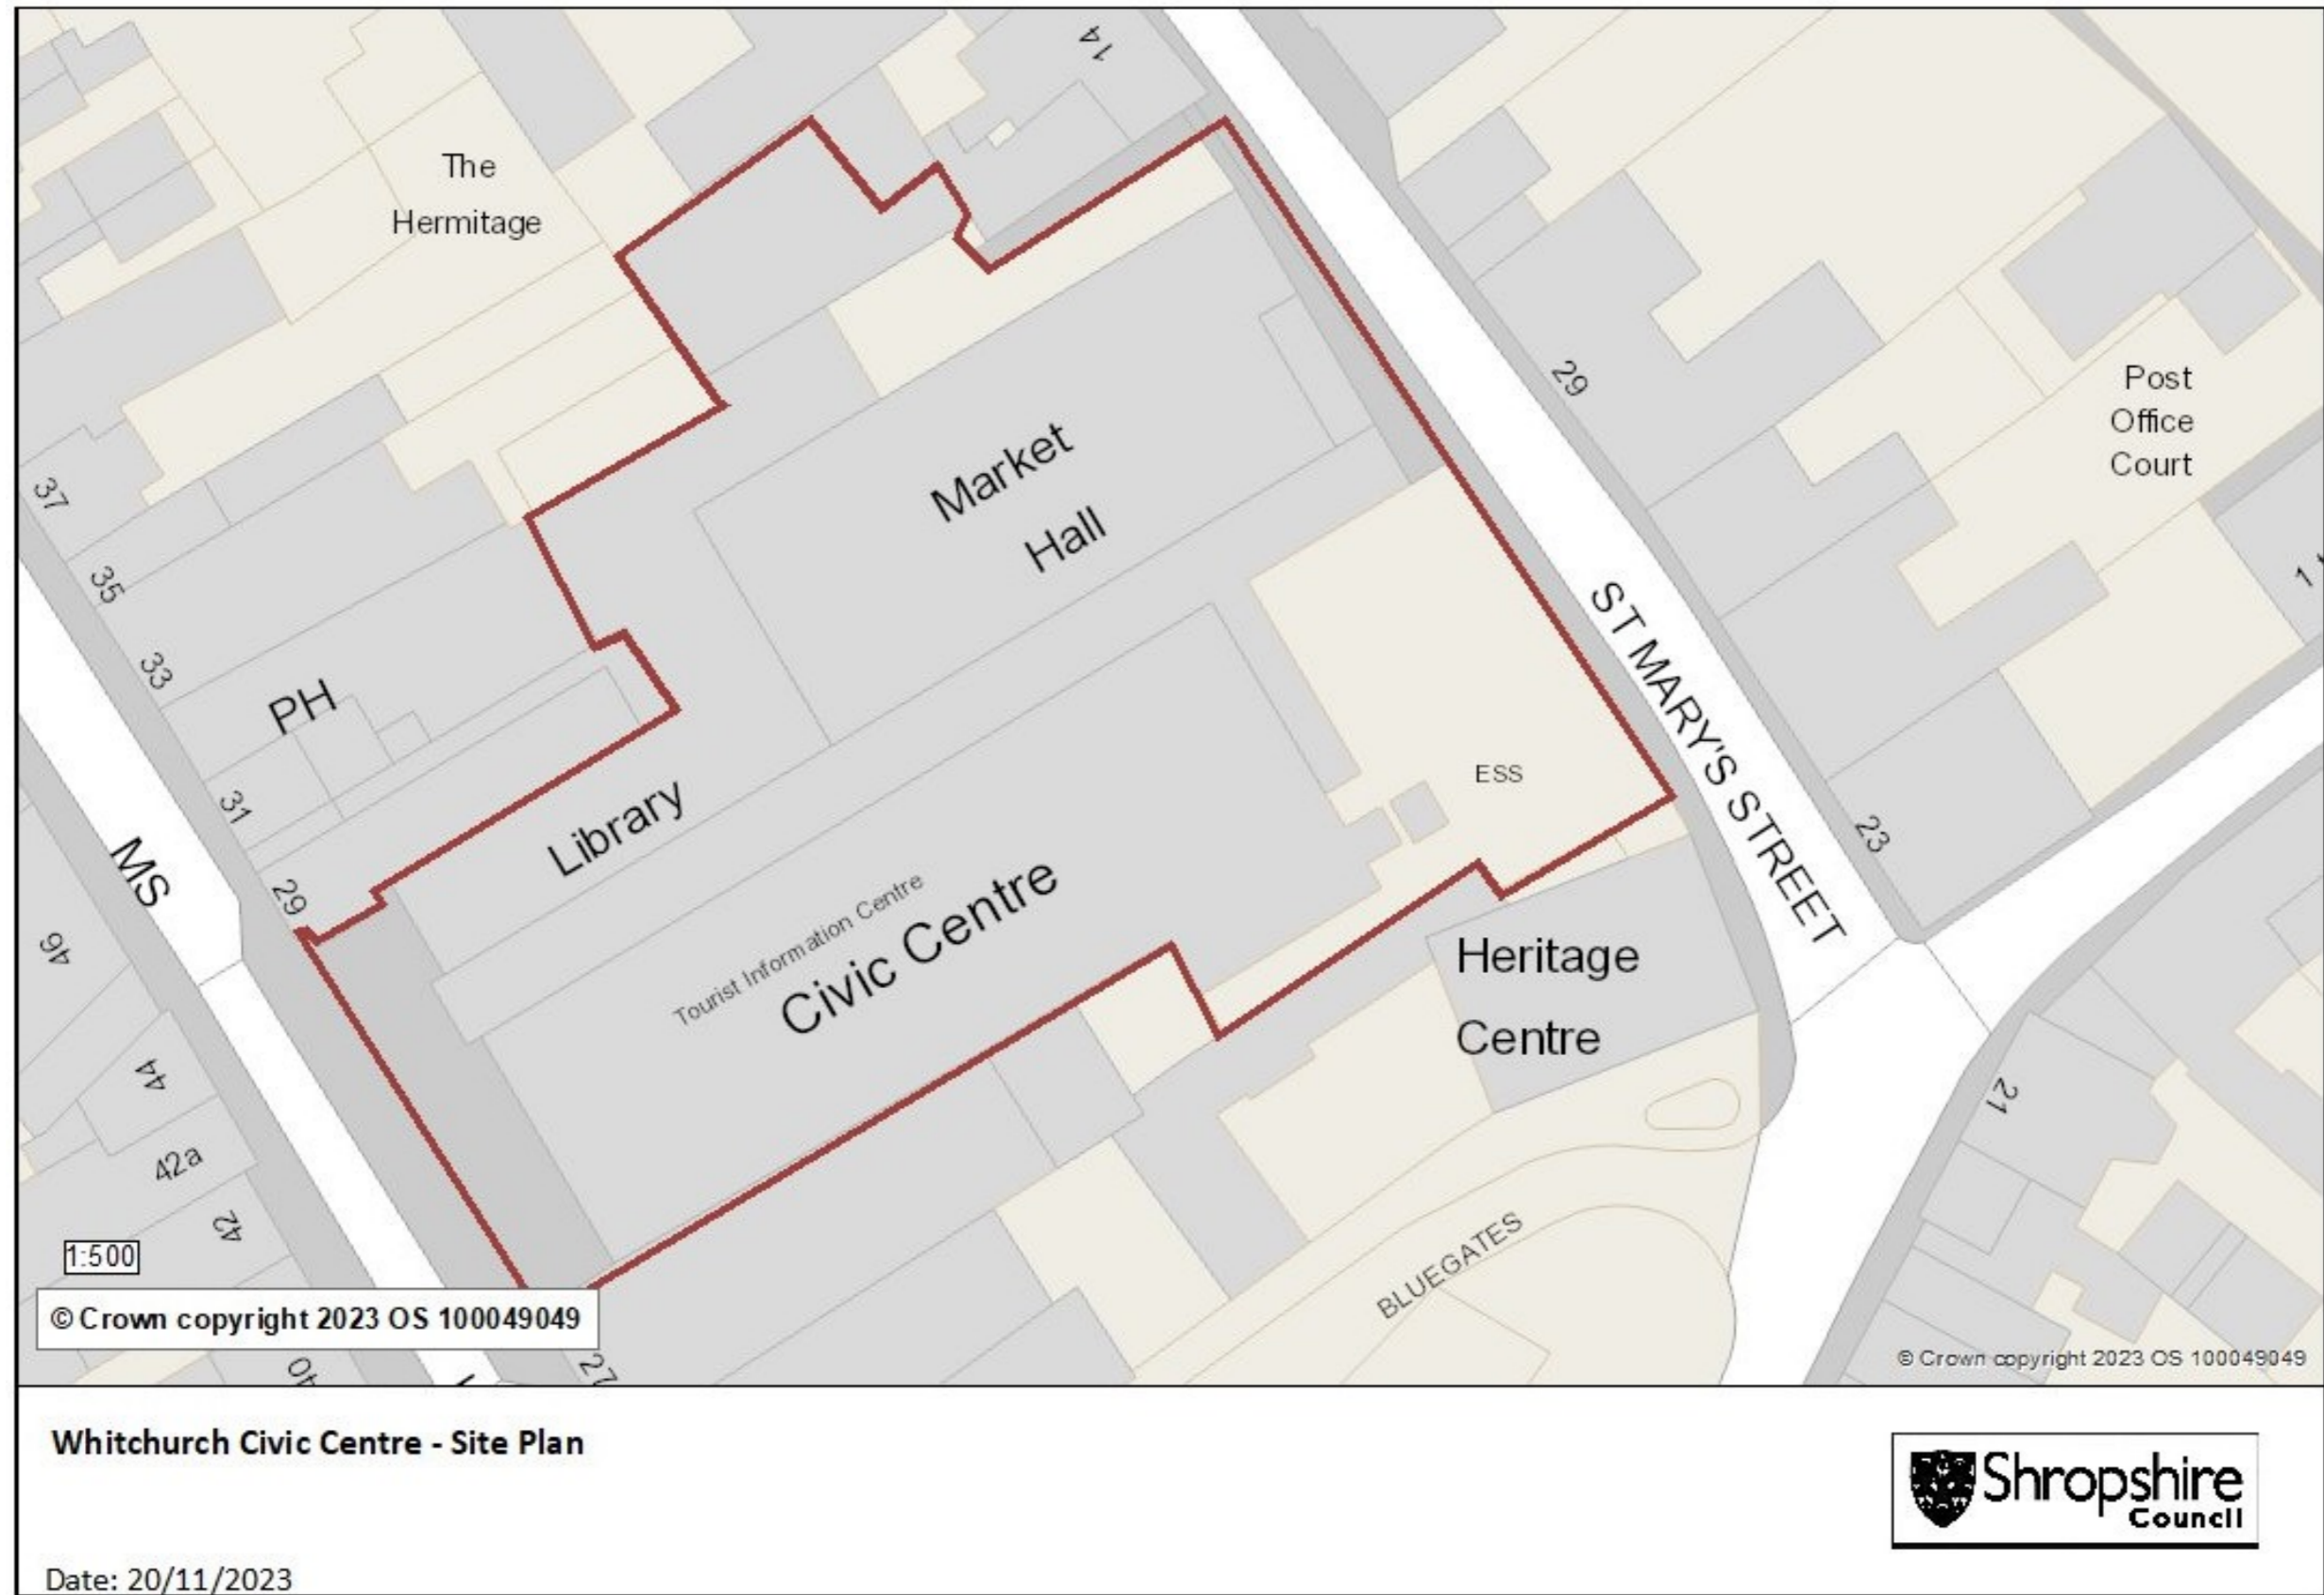 14
The
Hermitage
29
Post
Office
Court
Market
Hall
37
35
33
PH
31
29
MS
46
44
42a
42
40
27
Library
Tourist Information Centre
Civic Centre
ESS
ST MARY'S STREET
23
Heritage
Centre
21
BLUEGATES
1:500
© Crown copyright 2023 OS 100049049
© Crown copyright 2023 OS 100049049
Whitchurch Civic Centre - Site Plan
Shropshire
Council
Date: 20/11/2023